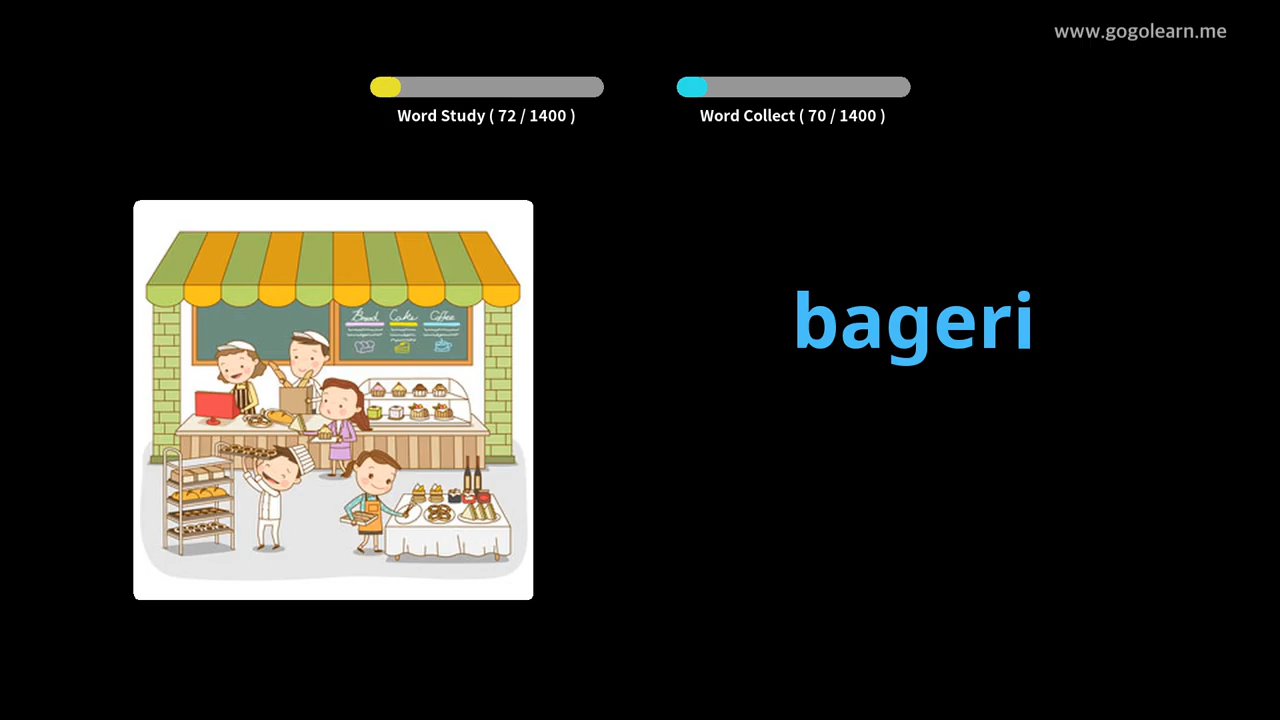 www.gogolearn.me
Word Study ( 72 / 1400 )
Word Collect ( 70 / 1400 )
bageri
Bread Cake Coffee